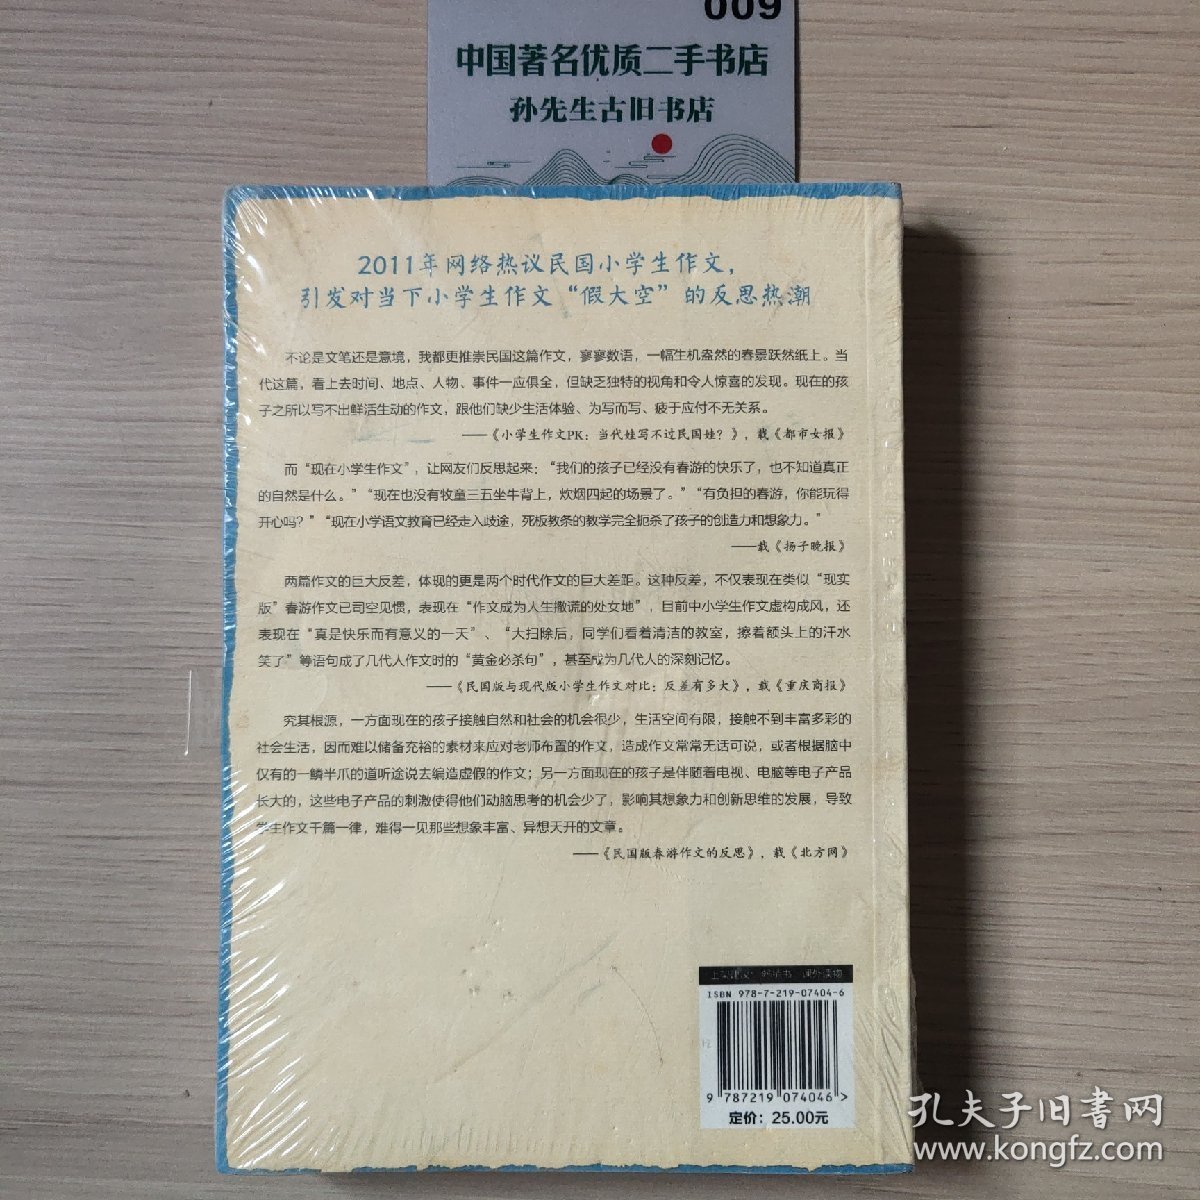 009
中国著名优质二手书店
孙先生古旧书店
2011年网络热议民国小学生作文，
引发对当下小学生作文“假大空”的反思热潮
不论是文笔还是意境，我都更推崇民国这篇作文，寥寥数语，一幅生机盎然的春景跃然纸上。当
代这篇，看上去时间、地点、人物、事件一应俱全，但缺乏独特的视角和令人惊喜的发现。现在的孩
子之所以写不出鲜活生动的作文，跟他们缺少生活体验、为写而写、疲于应付不无关系。
——《小学生作文PK：当代娃写不过民国娃？》，载《都市女报》
而“现在小学生作文”，让网友们反思起来：“我们的孩子已经没有春游的快乐了，也不知道真正
的自然是什么。”“现在也没有牧童三五坐牛背上，炊烟四起的场景了。”“有负担的春游，你能玩得
开心吗？”“现在小学语文教育已经走入歧途，死板教条的教学完全扼杀了孩子的创造力和想象力。”
——载《扬子晚报》
两篇作文的巨大反差，体现的更是两个时代作文的巨大差距。这种反差，不仅表现在类似“现实
版”春游作文已司空见惯，表现在“作文成为人生撒谎的处女地”，目前中小学生作文虚构成风，还
表现在“真是快乐而有意义的一天”、“大扫除后，同学们看着清洁的教室，擦着额头上的汗水
笑了”等语句成了几代人作文时的“黄金必杀句”，甚至成为几代人的深刻记忆。
——《民国版与现代版小学生作文对比：反差有多大》，载《重庆商报》
究其根源，一方面现在的孩子接触自然和社会的机会很少，生活空间有限，接触不到丰富多彩的
社会生活，因而难以储备充裕的素材来应对老师布置的作文，造成作文常常无话可说，或者根据脑中
仅有的一鳞半爪的道听途说去编造虚假的作文；另一方面现在的孩子是伴随着电视、电脑等电子产品
长大的，这些电子产品的刺激使得他们动脑思考的机会少了，影响其想象力和创新思维的发展，导致
学生作文千篇一律，难得一见那些想象丰富、异想天开的文章。
——《民国版春游作文的反思》，载《北方网》
上架建议：畅销书 课外读物
ISBN 978-7-219-07404-6
9 787219 074046 >
定价：25.00元
孔夫子旧书网
www.kongfz.com